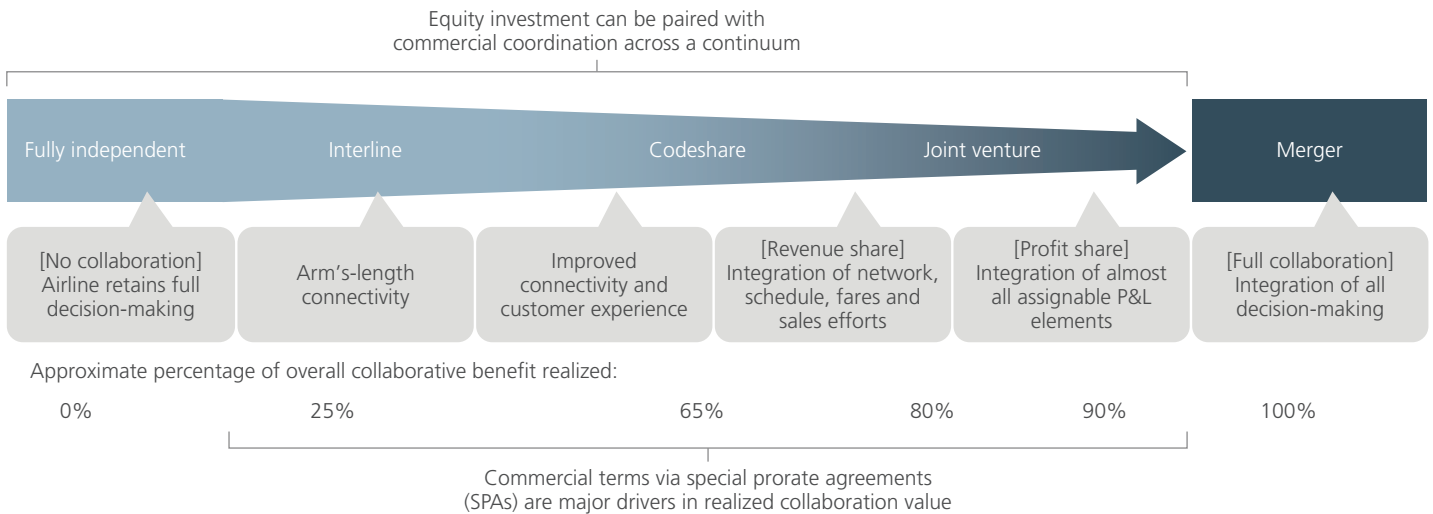 Equity investment can be paired with
commercial coordination across a continuum
Fully independent
Interline
Codeshare
Joint venture
Merger
[No collaboration]
Airline retains full
decision-making
Arm’s-length
connectivity
Improved
connectivity and
customer experience
[Revenue share]
Integration of network,
schedule, fares and
sales efforts
[Profit share]
Integration of almost
all assignable P&L
elements
[Full collaboration]
Integration of all
decision-making
Approximate percentage of overall collaborative benefit realized:
0%
25%
65%
80%
90%
100%
Commercial terms via special prorate agreements
(SPAs) are major drivers in realized collaboration value